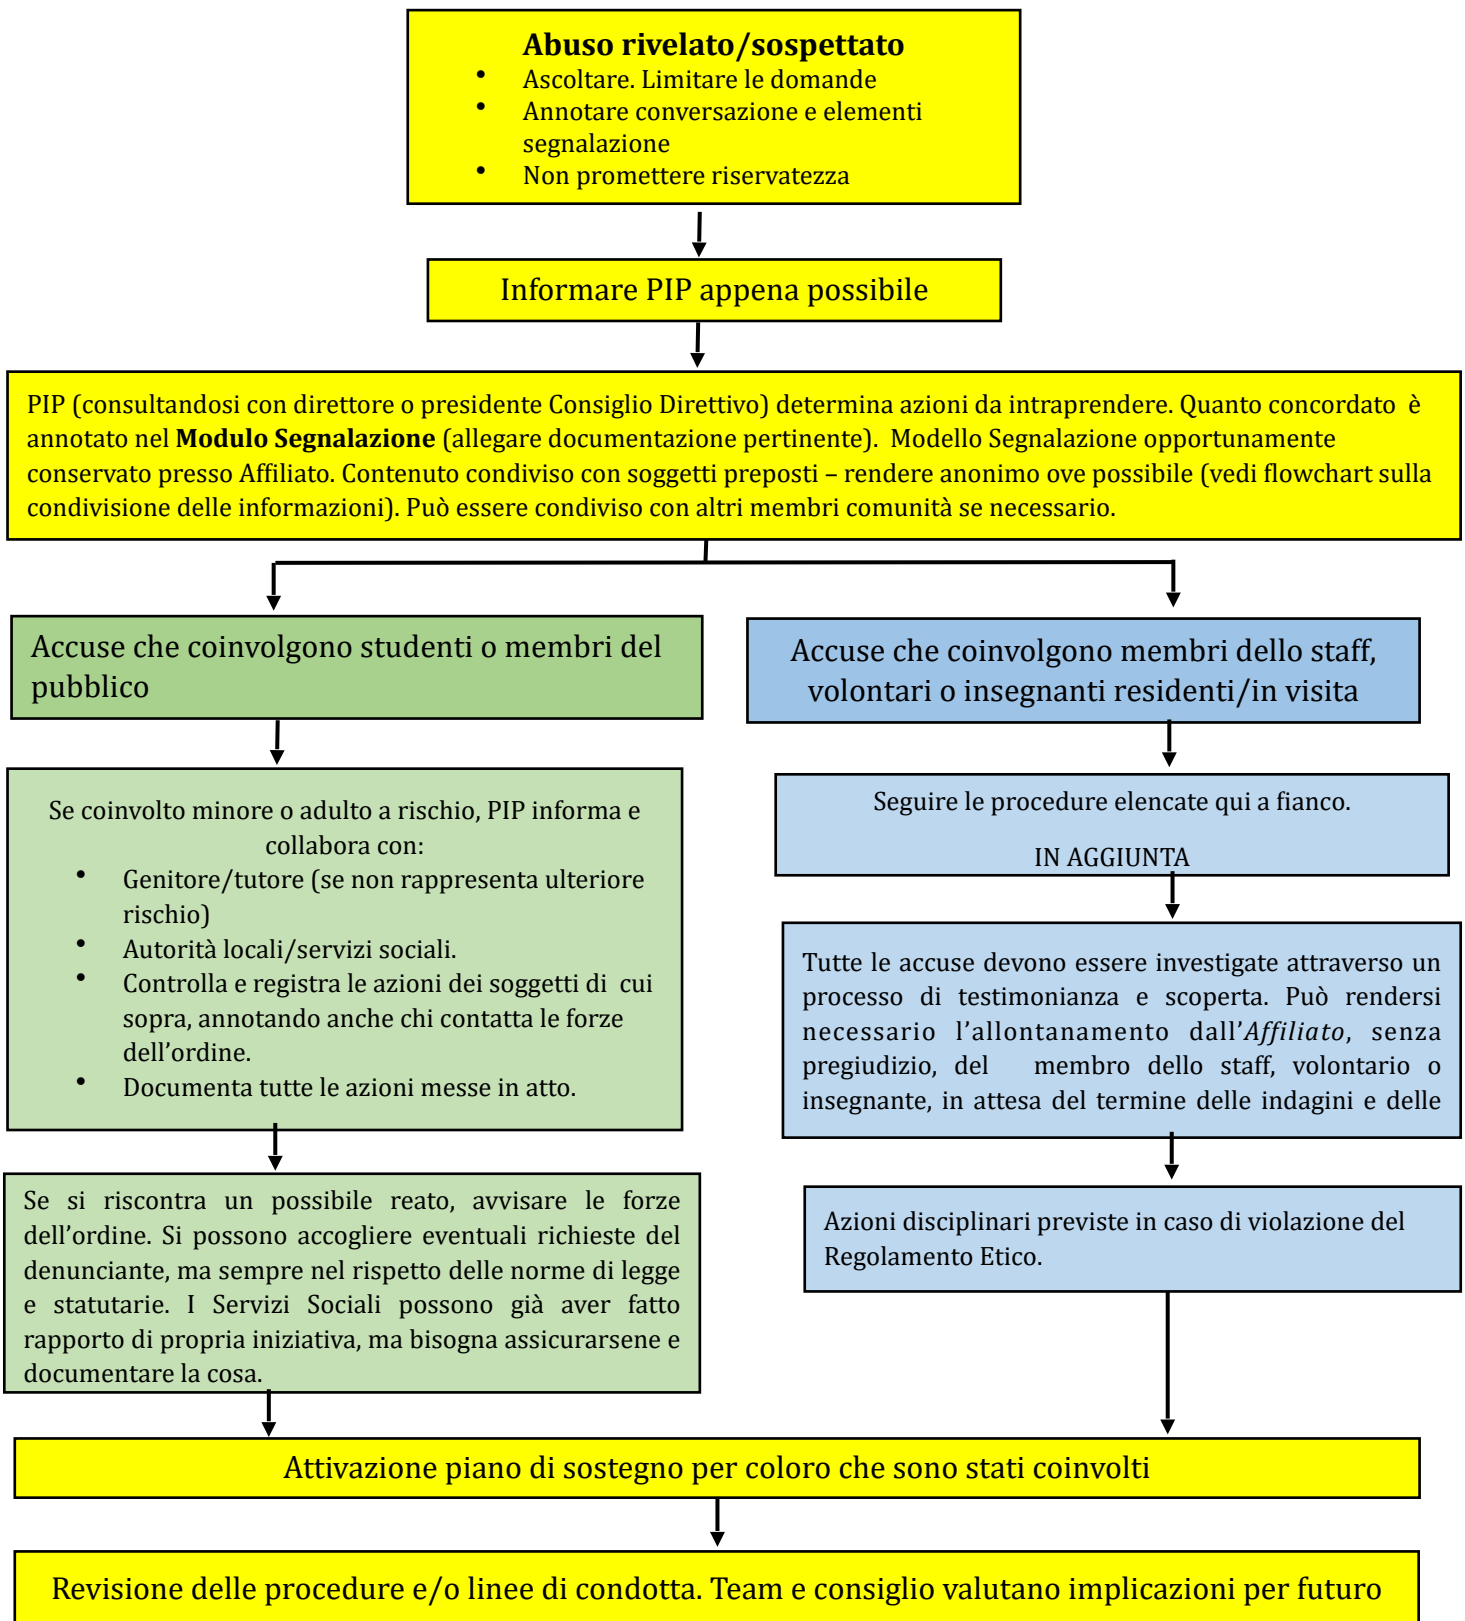 Abuso rivelato/sospettato
• Ascoltare. Limitare le domande
• Annotare conversazione e elementi
segnalazione
• Non promettere riservatezza
Informare PIP appena possibile
PIP (consultandosi con direttore o presidente Consiglio Direttivo) determina azioni da intraprendere. Quanto concordato è
annotato nel Modulo Segnalazione (allegare documentazione pertinente). Modello Segnalazione opportunamente
conservato presso Affiliato. Contenuto condiviso con soggetti preposti – rendere anonimo ove possibile (vedi flowchart sulla
condivisione delle informazioni). Può essere condiviso con altri membri comunità se necessario.
Accuse che coinvolgono studenti o membri del
pubblico
Se coinvolto minore o adulto a rischio, PIP informa e
collabora con:
• Genitore/tutore (se non rappresenta ulteriore
rischio)
• Autorità locali/servizi sociali.
• Controlla e registra le azioni dei soggetti di cui
sopra, annotando anche chi contatta le forze
dell’ordine.
• Documenta tutte le azioni messe in atto.
Se si riscontra un possibile reato, avvisare le forze
dell’ordine. Si possono accogliere eventuali richieste del
denunciante, ma sempre nel rispetto delle norme di legge
e statutarie. I Servizi Sociali possono già aver fatto
rapporto di propria iniziativa, ma bisogna assicurarsene e
documentare la cosa.
Accuse che coinvolgono membri dello staff,
volontari o insegnanti residenti/in visita
Seguire le procedure elencate qui a fianco.
IN AGGIUNTA
Tutte le accuse devono essere investigate attraverso un
processo di testimonianza e scoperta. Può rendersi
necessario l’allontanamento dall’Affiliato, senza
pregiudizio, del membro dello staff, volontario o
insegnante, in attesa del termine delle indagini e delle
Azioni disciplinari previste in caso di violazione del
Regolamento Etico.
Attivazione piano di sostegno per coloro che sono stati coinvolti
Revisione delle procedure e/o linee di condotta. Team e consiglio valutano implicazioni per futuro